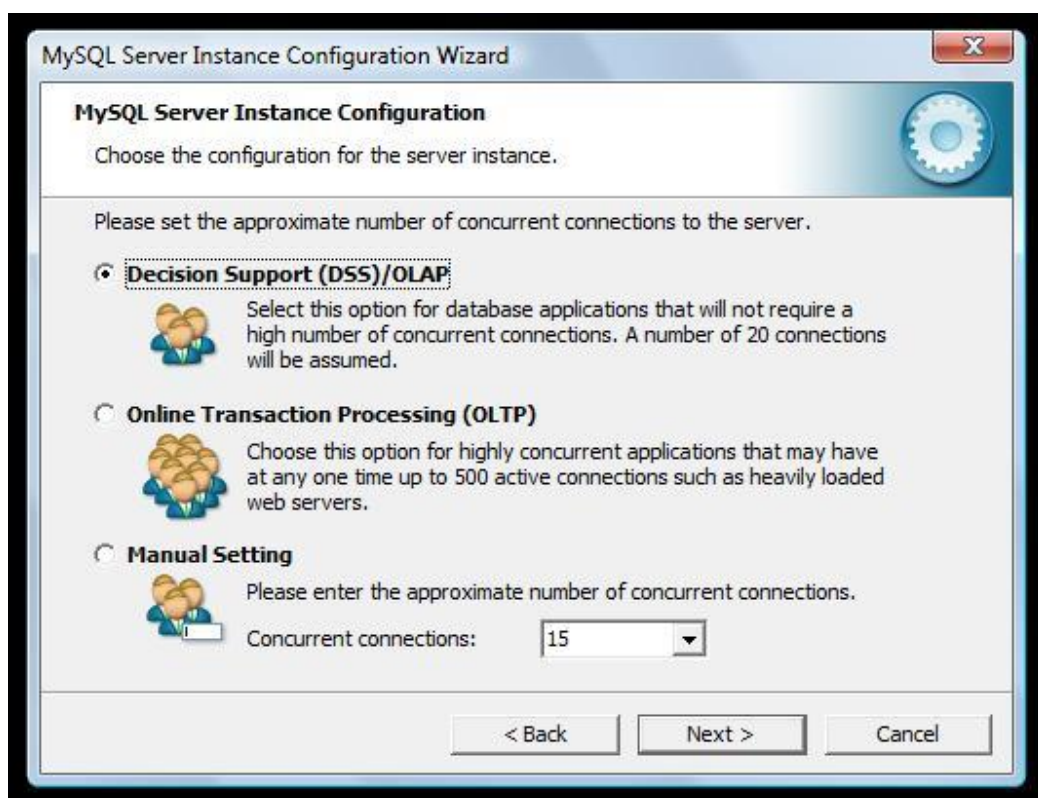 MySQL Server Instance Configuration Wizard
MySQL Server Instance Configuration
Choose the configuration for the server instance.
Please set the approximate number of concurrent connections to the server.
Decision Support (DSS)/OLAP
Select this option for database applications that will not require a
high number of concurrent connections. A number of 20 connections
will be assumed.
Online Transaction Processing (OLTP)
Choose this option for highly concurrent applications that may have
at any one time up to 500 active connections such as heavily loaded
web servers.
Manual Setting
Please enter the approximate number of concurrent connections.
Concurrent connections: 15
< Back Next > Cancel